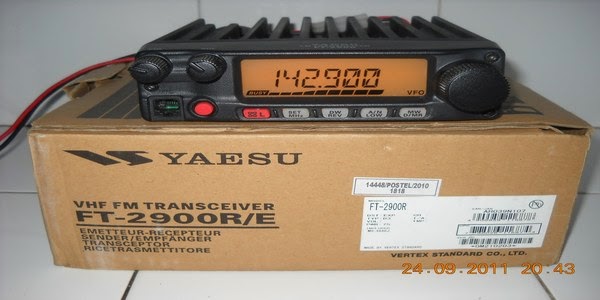 YAESU
142.900
BUSY
VFO
YAESU
VHF FM TRANSCEIVER
FT-2900R/E
EMETTEUR-RECEPTEUR
SENDER/EMPFÄNGER
TRANSCEPTOR
RICETRASMETTITORE
14448/POSTEL/2010
1818
FT-2900R
VERTEX STANDARD CO., LTD.
24.09.2011 20:43